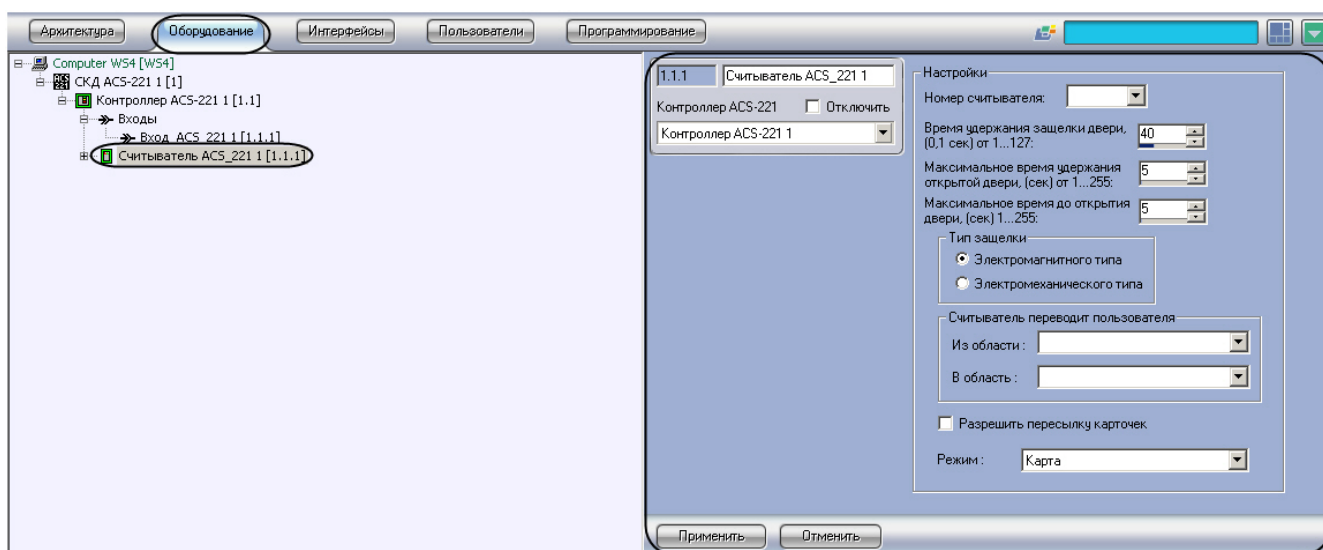 Архитектура Оборудование Интерфейсы Пользователи Программирование
Computer WS4 [WS4]
СКД ACS-221 1 [1]
Контроллер ACS-221 1 [1.1]
Входы
Вход ACS_221 1 [1.1.1]
Считыватель ACS_221 1 [1.1.1]
1.1.1 Считыватель ACS_221 1
Контроллер ACS-221 Отключить
Контроллер ACS-221 1
Настройки
Номер считывателя:
Время удержания защелки двери,
(0,1 сек) от 1...127: 40
Максимальное время удержания
открытой двери, (сек) от 1...255: 5
Максимальное время до открытия
двери, (сек) 1...255: 5
Тип защелки
Электромагнитного типа
Электромеханического типа
Считыватель переводит пользователя
Из области :
В область :
Разрешить пересылку карточек
Режим : Карта
Применить Отменить